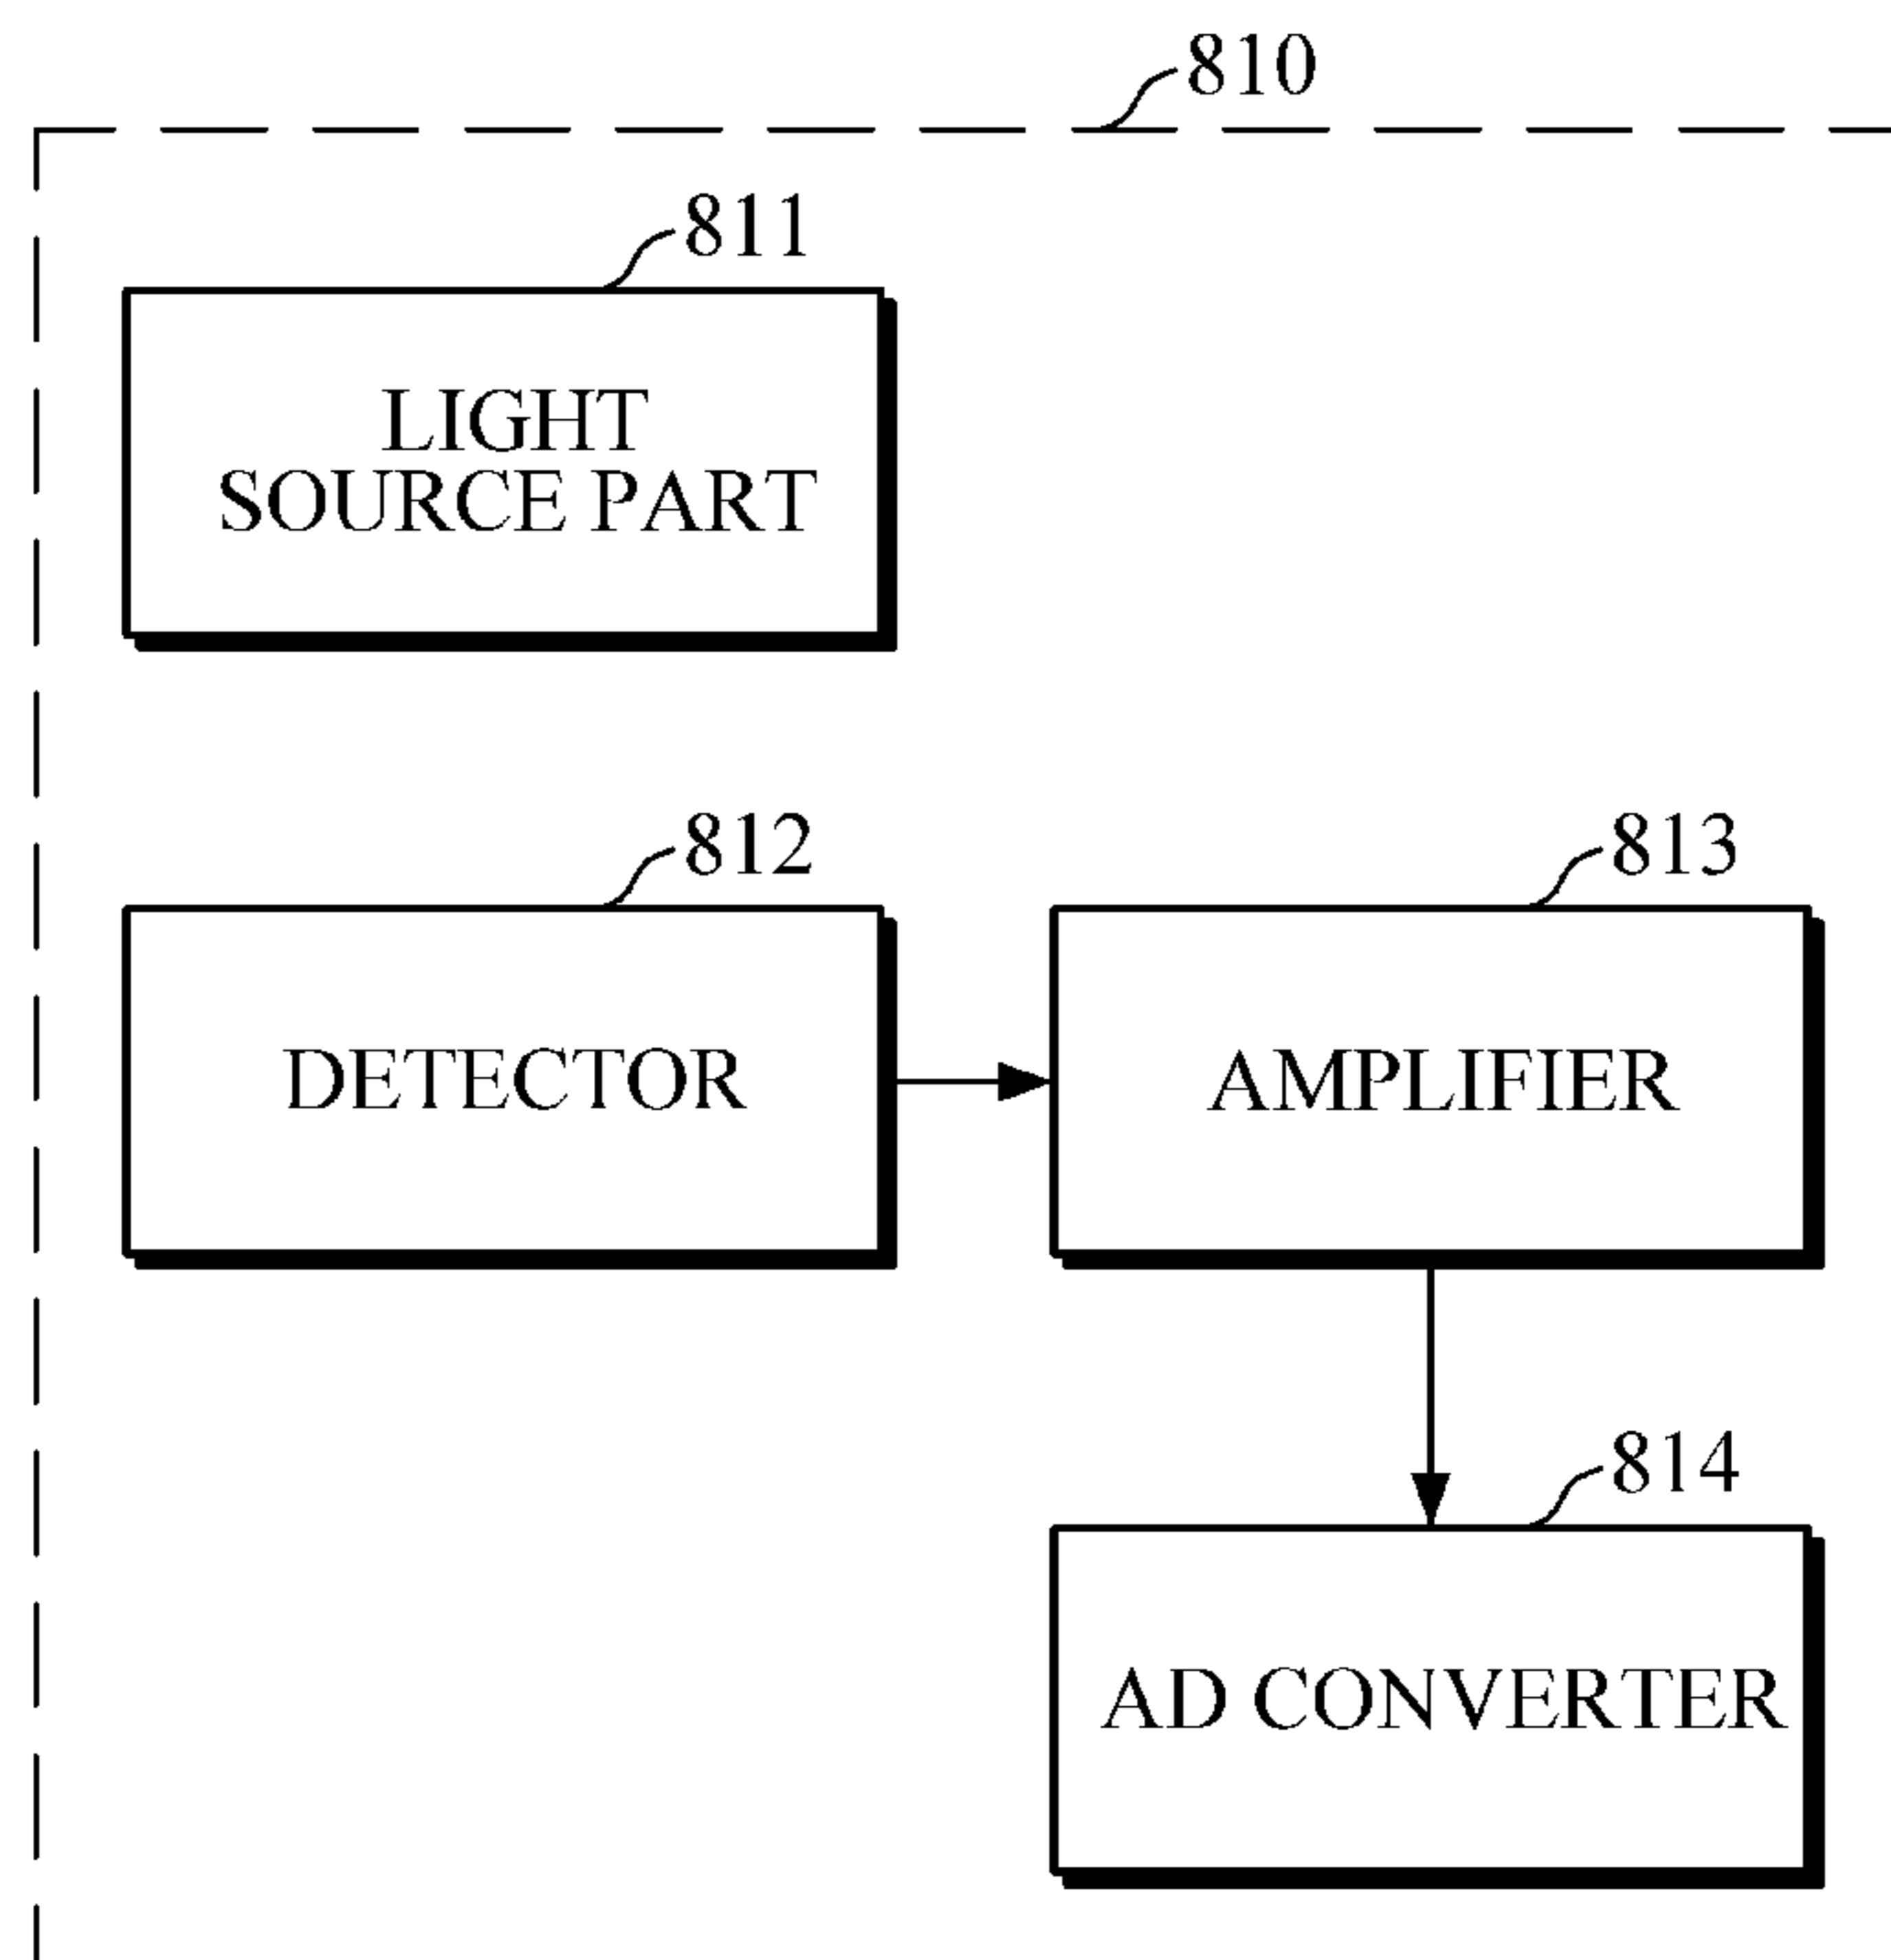 810
811
LIGHT
SOURCE PART
812
813
DETECTOR
AMPLIFIER
814
AD CONVERTER